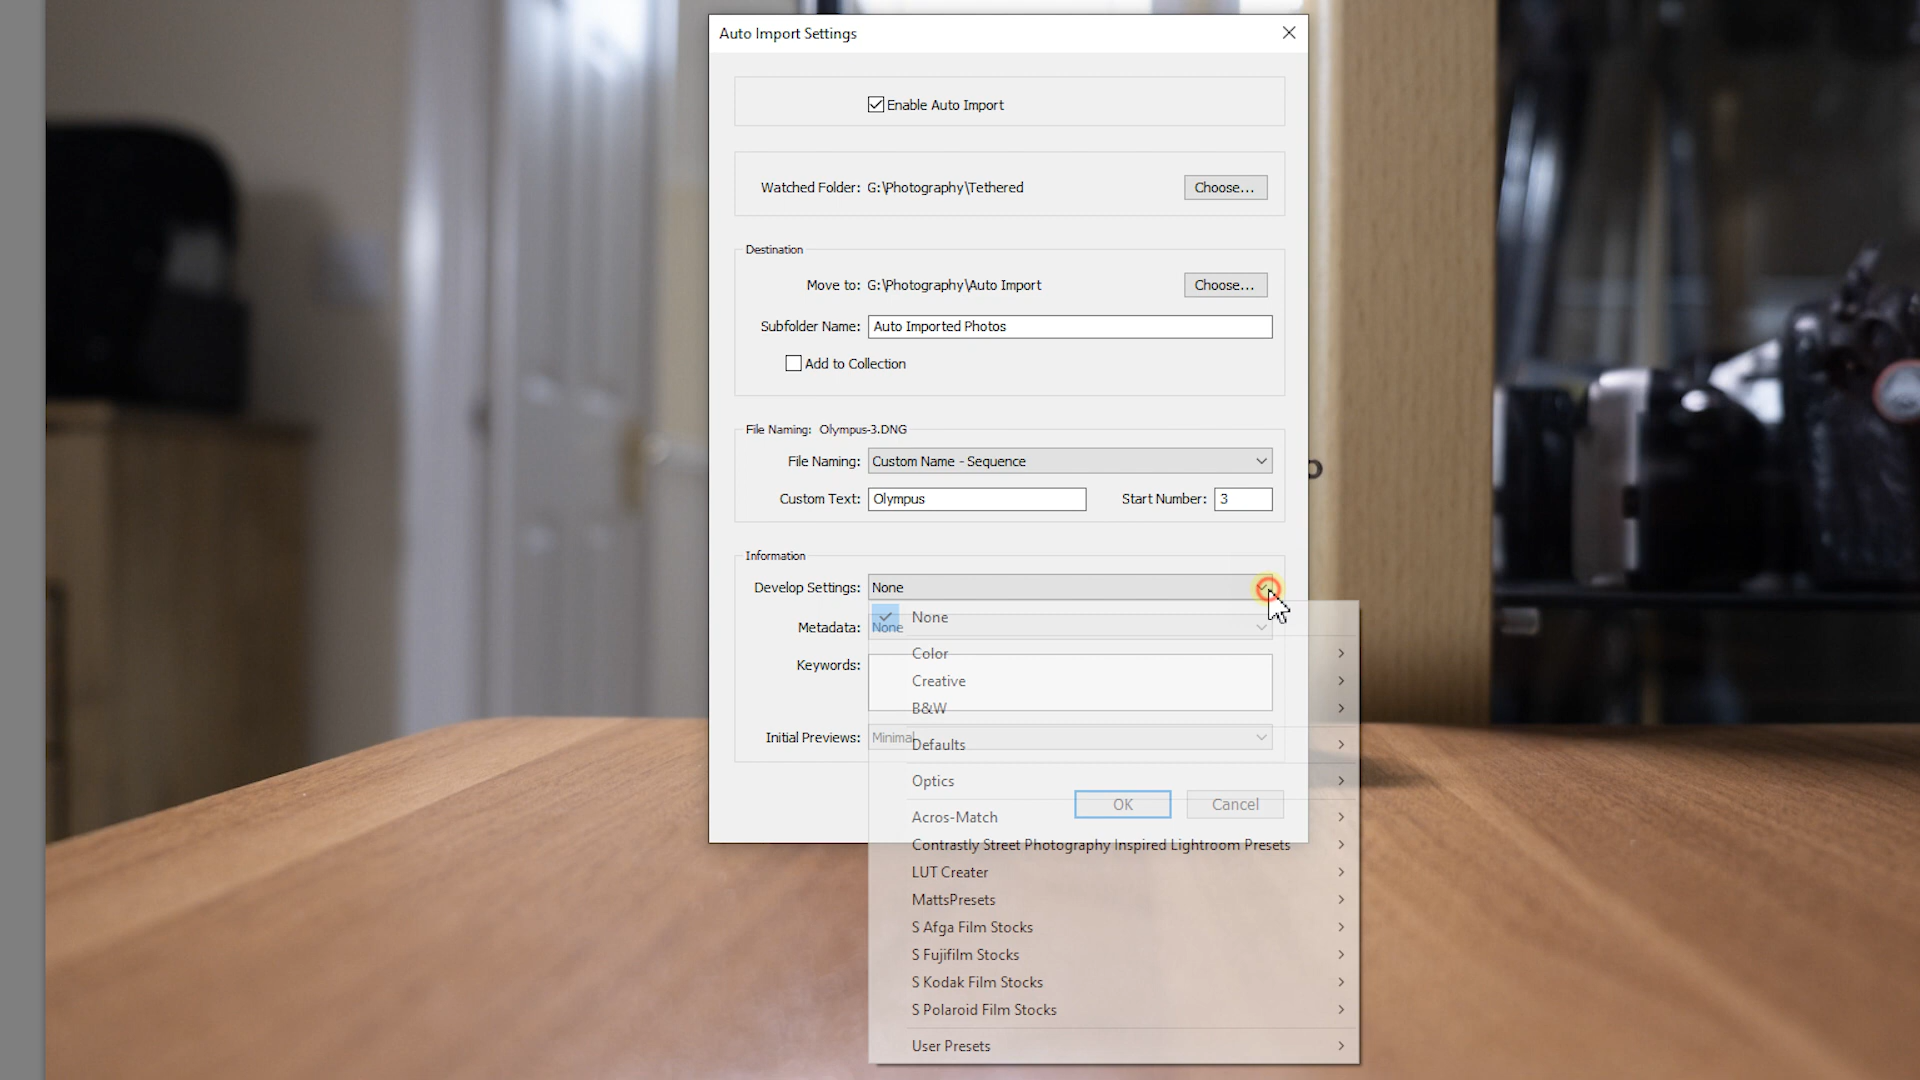 Auto Import Settings
Enable Auto Import
Watched Folder: G:\Photography\Tethered Choose...
Destination
Move to: G:\Photography\Auto Import Choose...
Subfolder Name: Auto Imported Photos
Add to Collection
File Naming: Olympus-3.DNG
File Naming: Custom Name - Sequence
Custom Text: Olympus Start Number: 3
Information
Develop Settings: None
None
Metadata: None
Color
Keywords:
Creative
B&W
Initial Previews: Minimal
Defaults
Optics
OK Cancel
Acros-Match
Contrastly Street Photography Inspired Lightroom Presets
LUT Creater
MattsPresets
S Afga Film Stocks
S Fujifilm Stocks
S Kodak Film Stocks
S Polaroid Film Stocks
User Presets